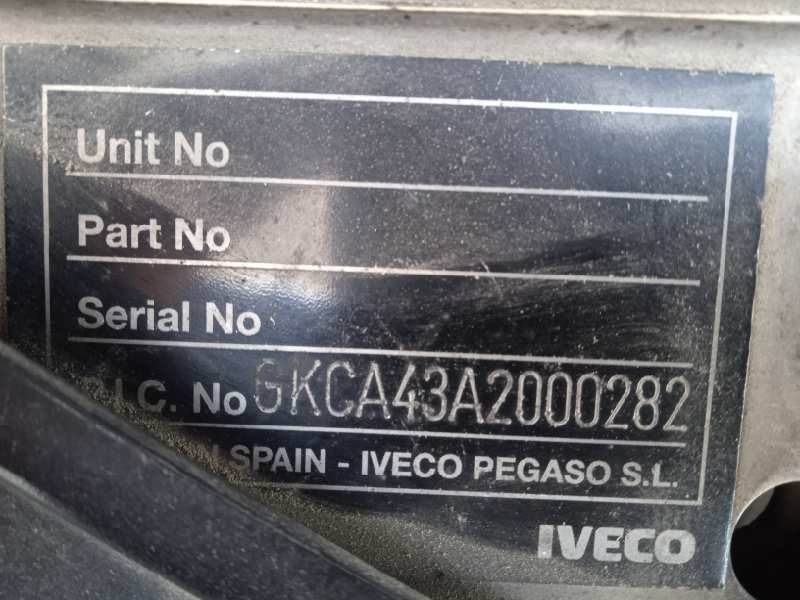 Unit No
Part No
Serial No
I.C. No GKCA43A2000282
SPAIN - IVECO PEGASO S.L.
IVECO